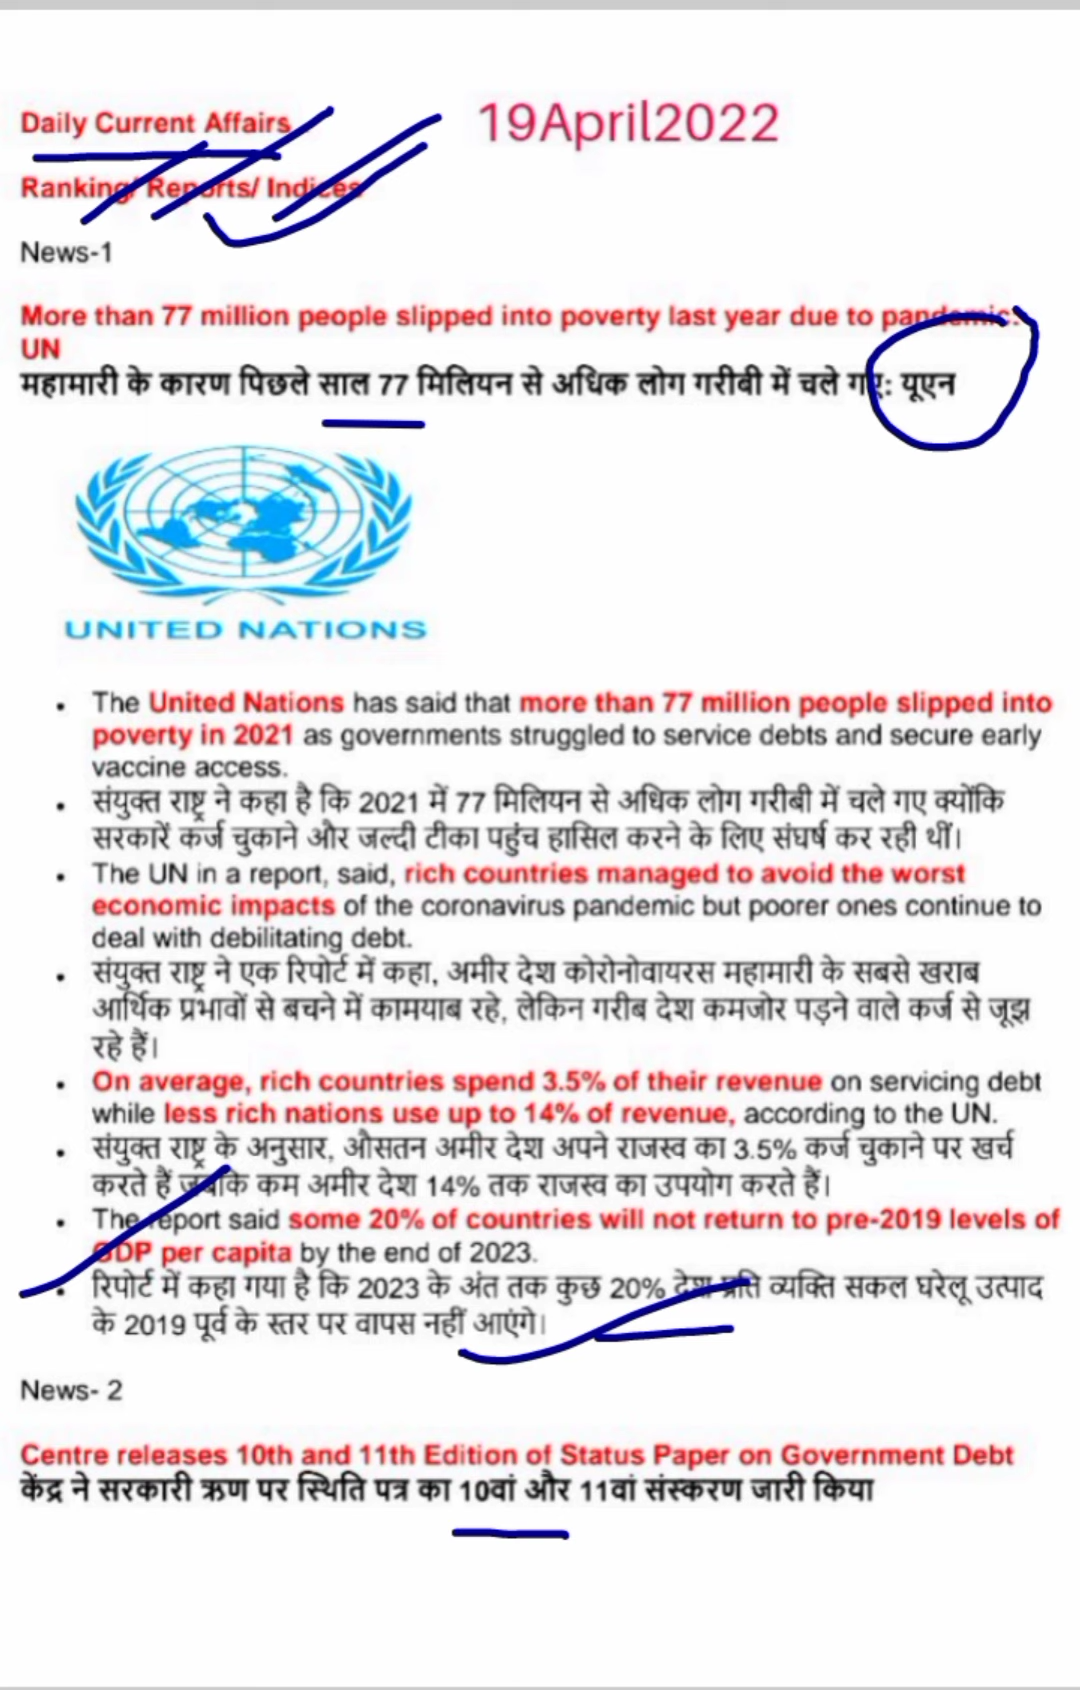 Daily Current Affairs
19April2022
Ranking/ Reports/ Indices
News-1
More than 77 million people slipped into poverty last year due to pandemic:
UN
महामारी के कारण पिछले साल 77 मिलियन से अधिक लोग गरीबी में चले गए: यूएन
UNITED NATIONS
• The United Nations has said that more than 77 million people slipped into
poverty in 2021 as governments struggled to service debts and secure early
vaccine access.
• संयुक्त राष्ट्र ने कहा है कि 2021 में 77 मिलियन से अधिक लोग गरीबी में चले गए क्योंकि
सरकारें कर्ज चुकाने और जल्दी टीका पहुंच हासिल करने के लिए संघर्ष कर रही थीं।
• The UN in a report, said, rich countries managed to avoid the worst
economic impacts of the coronavirus pandemic but poorer ones continue to
deal with debilitating debt.
• संयुक्त राष्ट्र ने एक रिपोर्ट में कहा, अमीर देश कोरोनोवायरस महामारी के सबसे खराब
आर्थिक प्रभावों से बचने में कामयाब रहे, लेकिन गरीब देश कमजोर पड़ने वाले कर्ज से जूझ
रहे हैं।
• On average, rich countries spend 3.5% of their revenue on servicing debt
while less rich nations use up to 14% of revenue, according to the UN.
• संयुक्त राष्ट्र के अनुसार, औसतन अमीर देश अपने राजस्व का 3.5% कर्ज चुकाने पर खर्च
करते हैं जबकि कम अमीर देश 14% तक राजस्व का उपयोग करते हैं।
• The report said some 20% of countries will not return to pre-2019 levels of
GDP per capita by the end of 2023.
• रिपोर्ट में कहा गया है कि 2023 के अंत तक कुछ 20% देश प्रति व्यक्ति सकल घरेलू उत्पाद
के 2019 पूर्व के स्तर पर वापस नहीं आएंगे।
News- 2
Centre releases 10th and 11th Edition of Status Paper on Government Debt
केंद्र ने सरकारी ऋण पर स्थिति पत्र का 10वां और 11वां संस्करण जारी किया